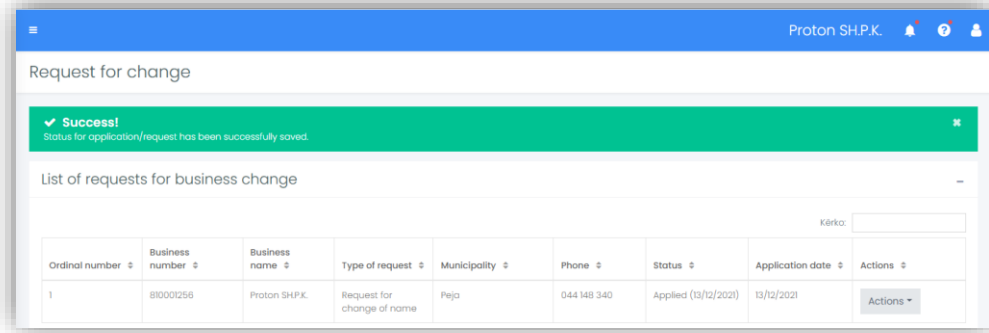 Proton SH.P.K.
Request for change
Success!
Status for application/request has been successfully saved.
List of requests for business change
Kërko:
Ordinal number Business number Business name Type of request Municipality Phone Status Application date Actions
1 810001256 Proton SH.P.K. Request for change of name Peja 044 148 340 Applied (13/12/2021) 13/12/2021 Actions